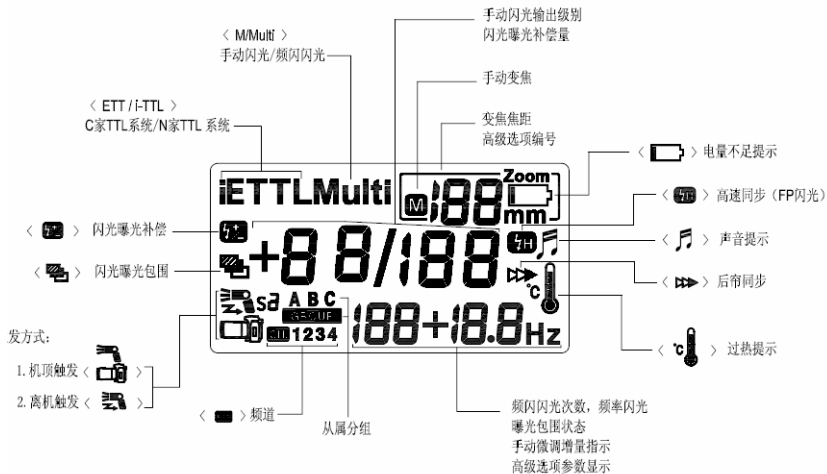 手动闪光输出级别
闪光曝光补偿量
〈 M/Multi 〉
手动闪光/频闪闪光
手动变焦
〈 ETT / i-TTL 〉
C家TTL系统/N家TTL 系统
变焦焦距
高级选项编号
〈 〉 电量不足提示
iETTLMulti
M
188
Zoom
mm
〈 〉 高速同步（FP闪光）
〈 〉 闪光曝光补偿
+88/188
H
〈 〉 声音提示
〈 〉 闪光曝光包围
℃
〈 〉 后帘同步
Sa
A B C
GROUP
CH
1234
188+18.8Hz
发方式:
1. 机顶触发〈 〉
2. 离机触发〈 〉
〈 ℃ 〉 过热提示
〈 〉频道
从属分组
频闪闪光次数, 频率闪光
曝光包围状态
手动微调增量指示
高级选项参数显示